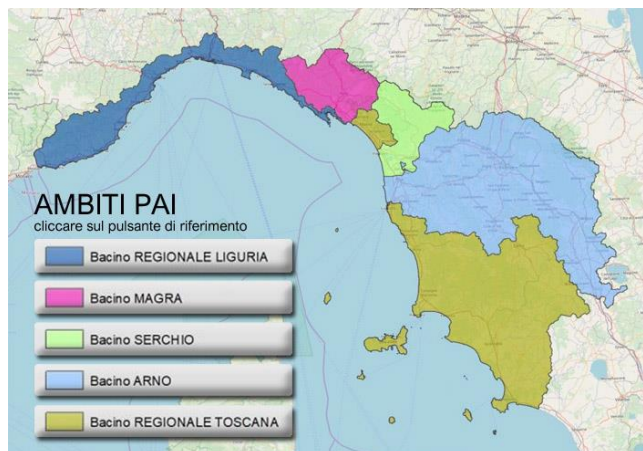 AMBITI PAI
cliccare sul pulsante di riferimento
Bacino REGIONALE LIGURIA
Bacino MAGRA
Bacino SERCHIO
Bacino ARNO
Bacino REGIONALE TOSCANA